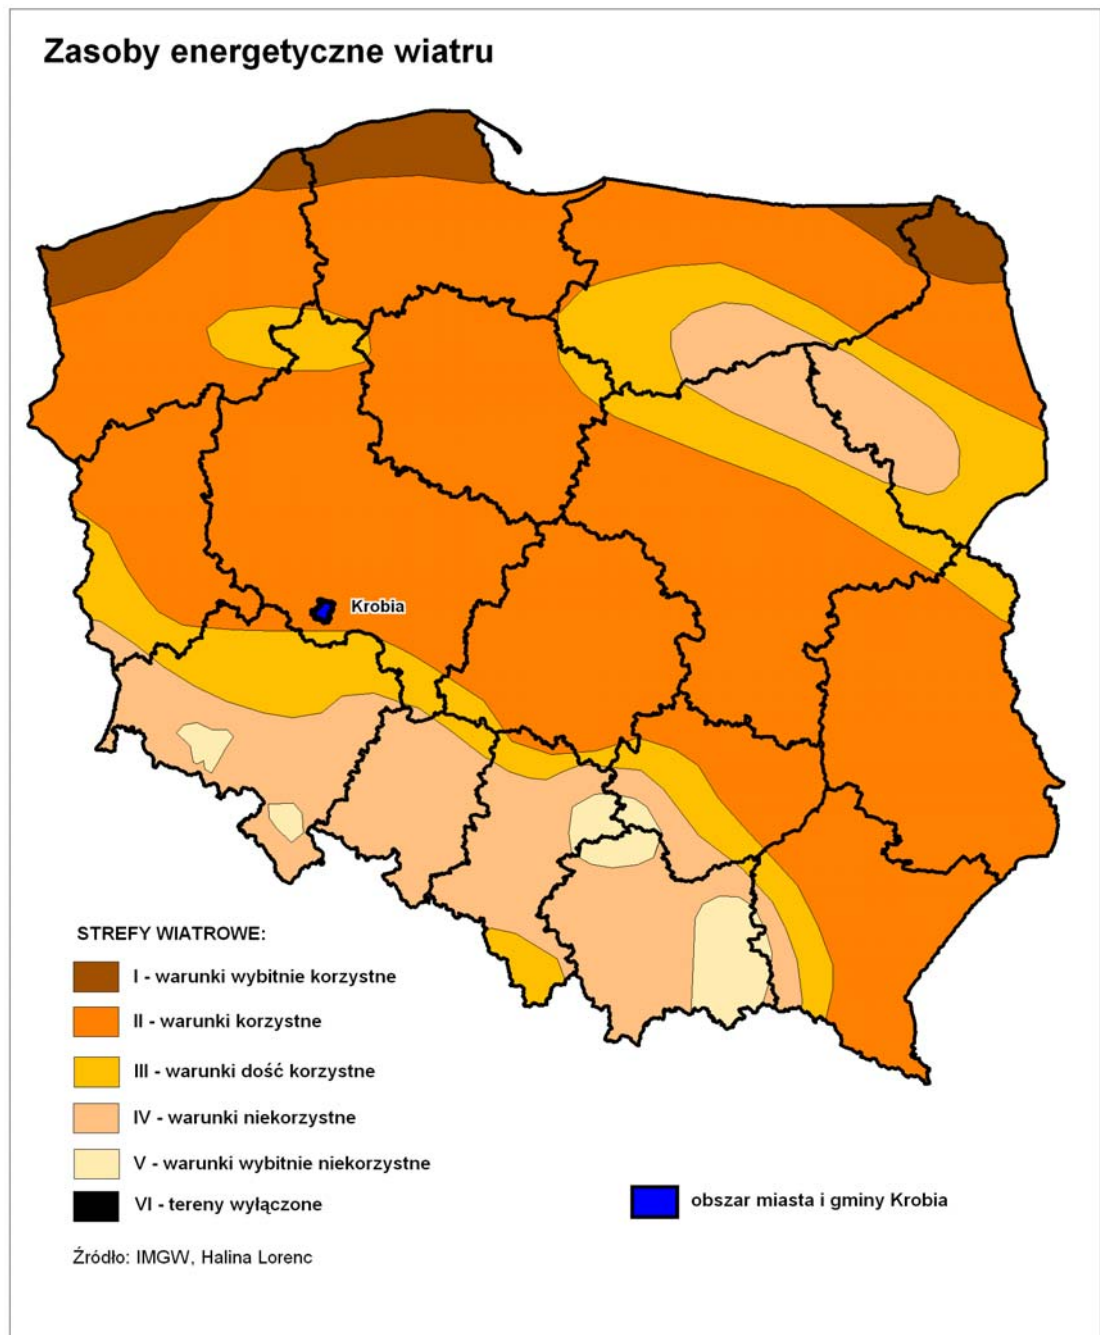 Zasoby energetyczne wiatru
Krobia
STREFY WIATROWE:
I - warunki wybitnie korzystne
II - warunki korzystne
III - warunki dość korzystne
IV - warunki niekorzystne
V - warunki wybitnie niekorzystne
VI - tereny wyłączone
obszar miasta i gminy Krobia
Źródło: IMGW, Halina Lorenc